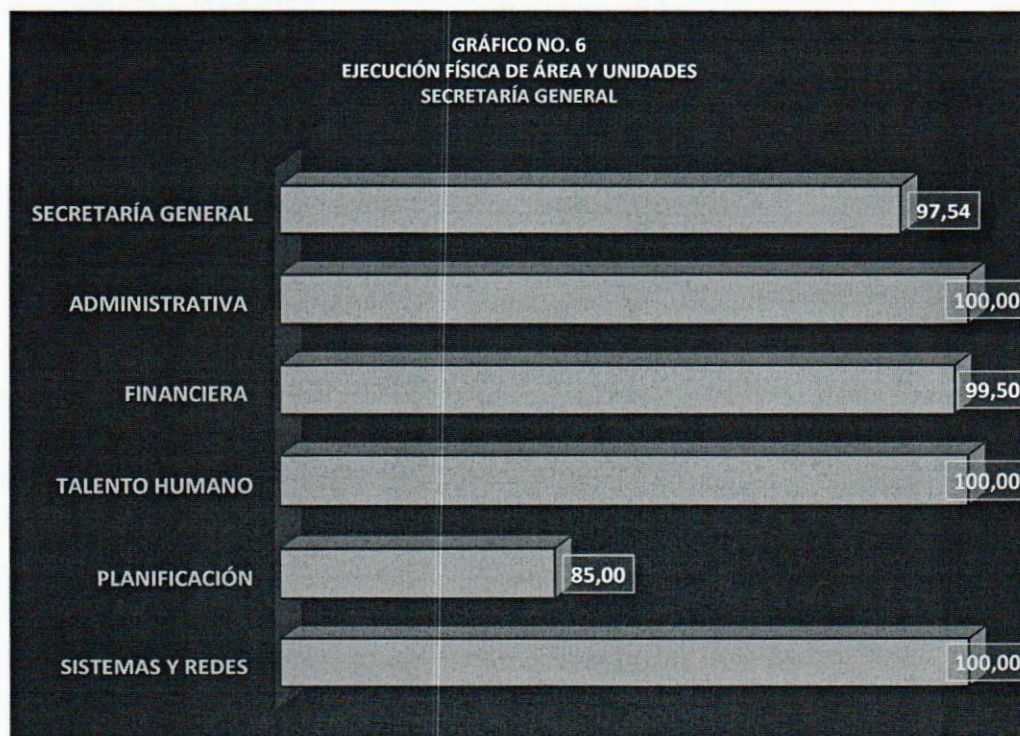 GRÁFICO NO. 6
EJECUCIÓN FÍSICA DE ÁREA Y UNIDADES
SECRETARÍA GENERAL
SECRETARÍA GENERAL 97,54
ADMINISTRATIVA 100,00
FINANCIERA 99,50
TALENTO HUMANO 100,00
PLANIFICACIÓN 85,00
SISTEMAS Y REDES 100,00